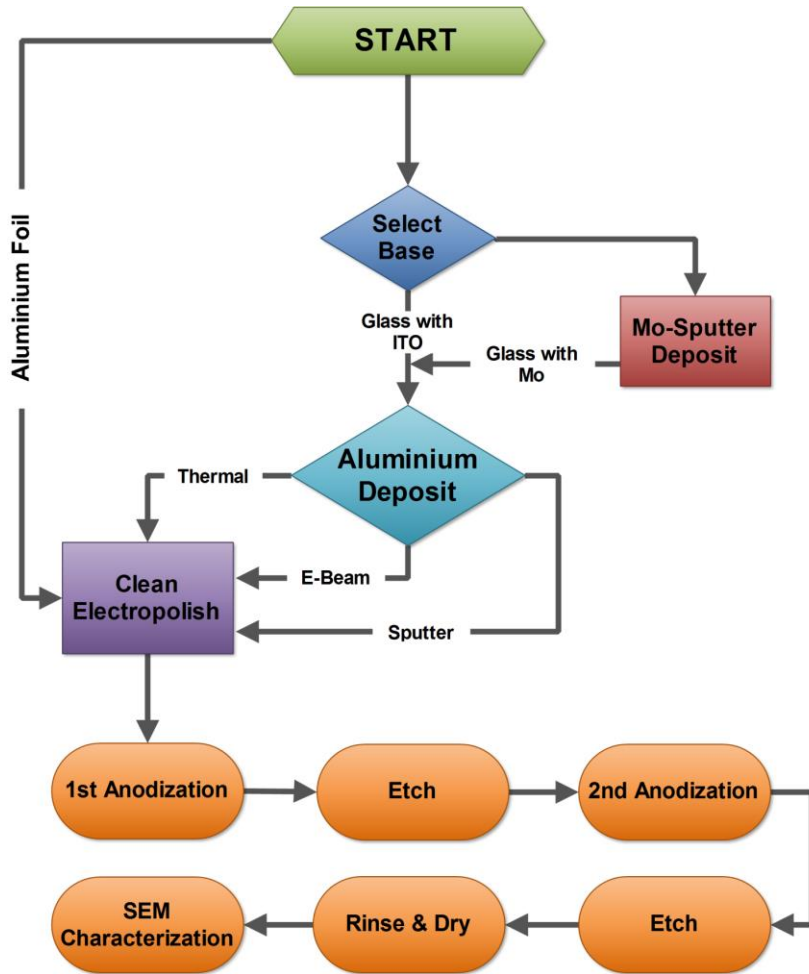 START
Aluminium Foil
Select
Base
Glass with
ITO
Glass with
Mo
Mo-Sputter
Deposit
Aluminium
Deposit
Thermal
E-Beam
Sputter
Clean
Electropolish
1st Anodization
Etch
2nd Anodization
SEM
Characterization
Rinse & Dry
Etch